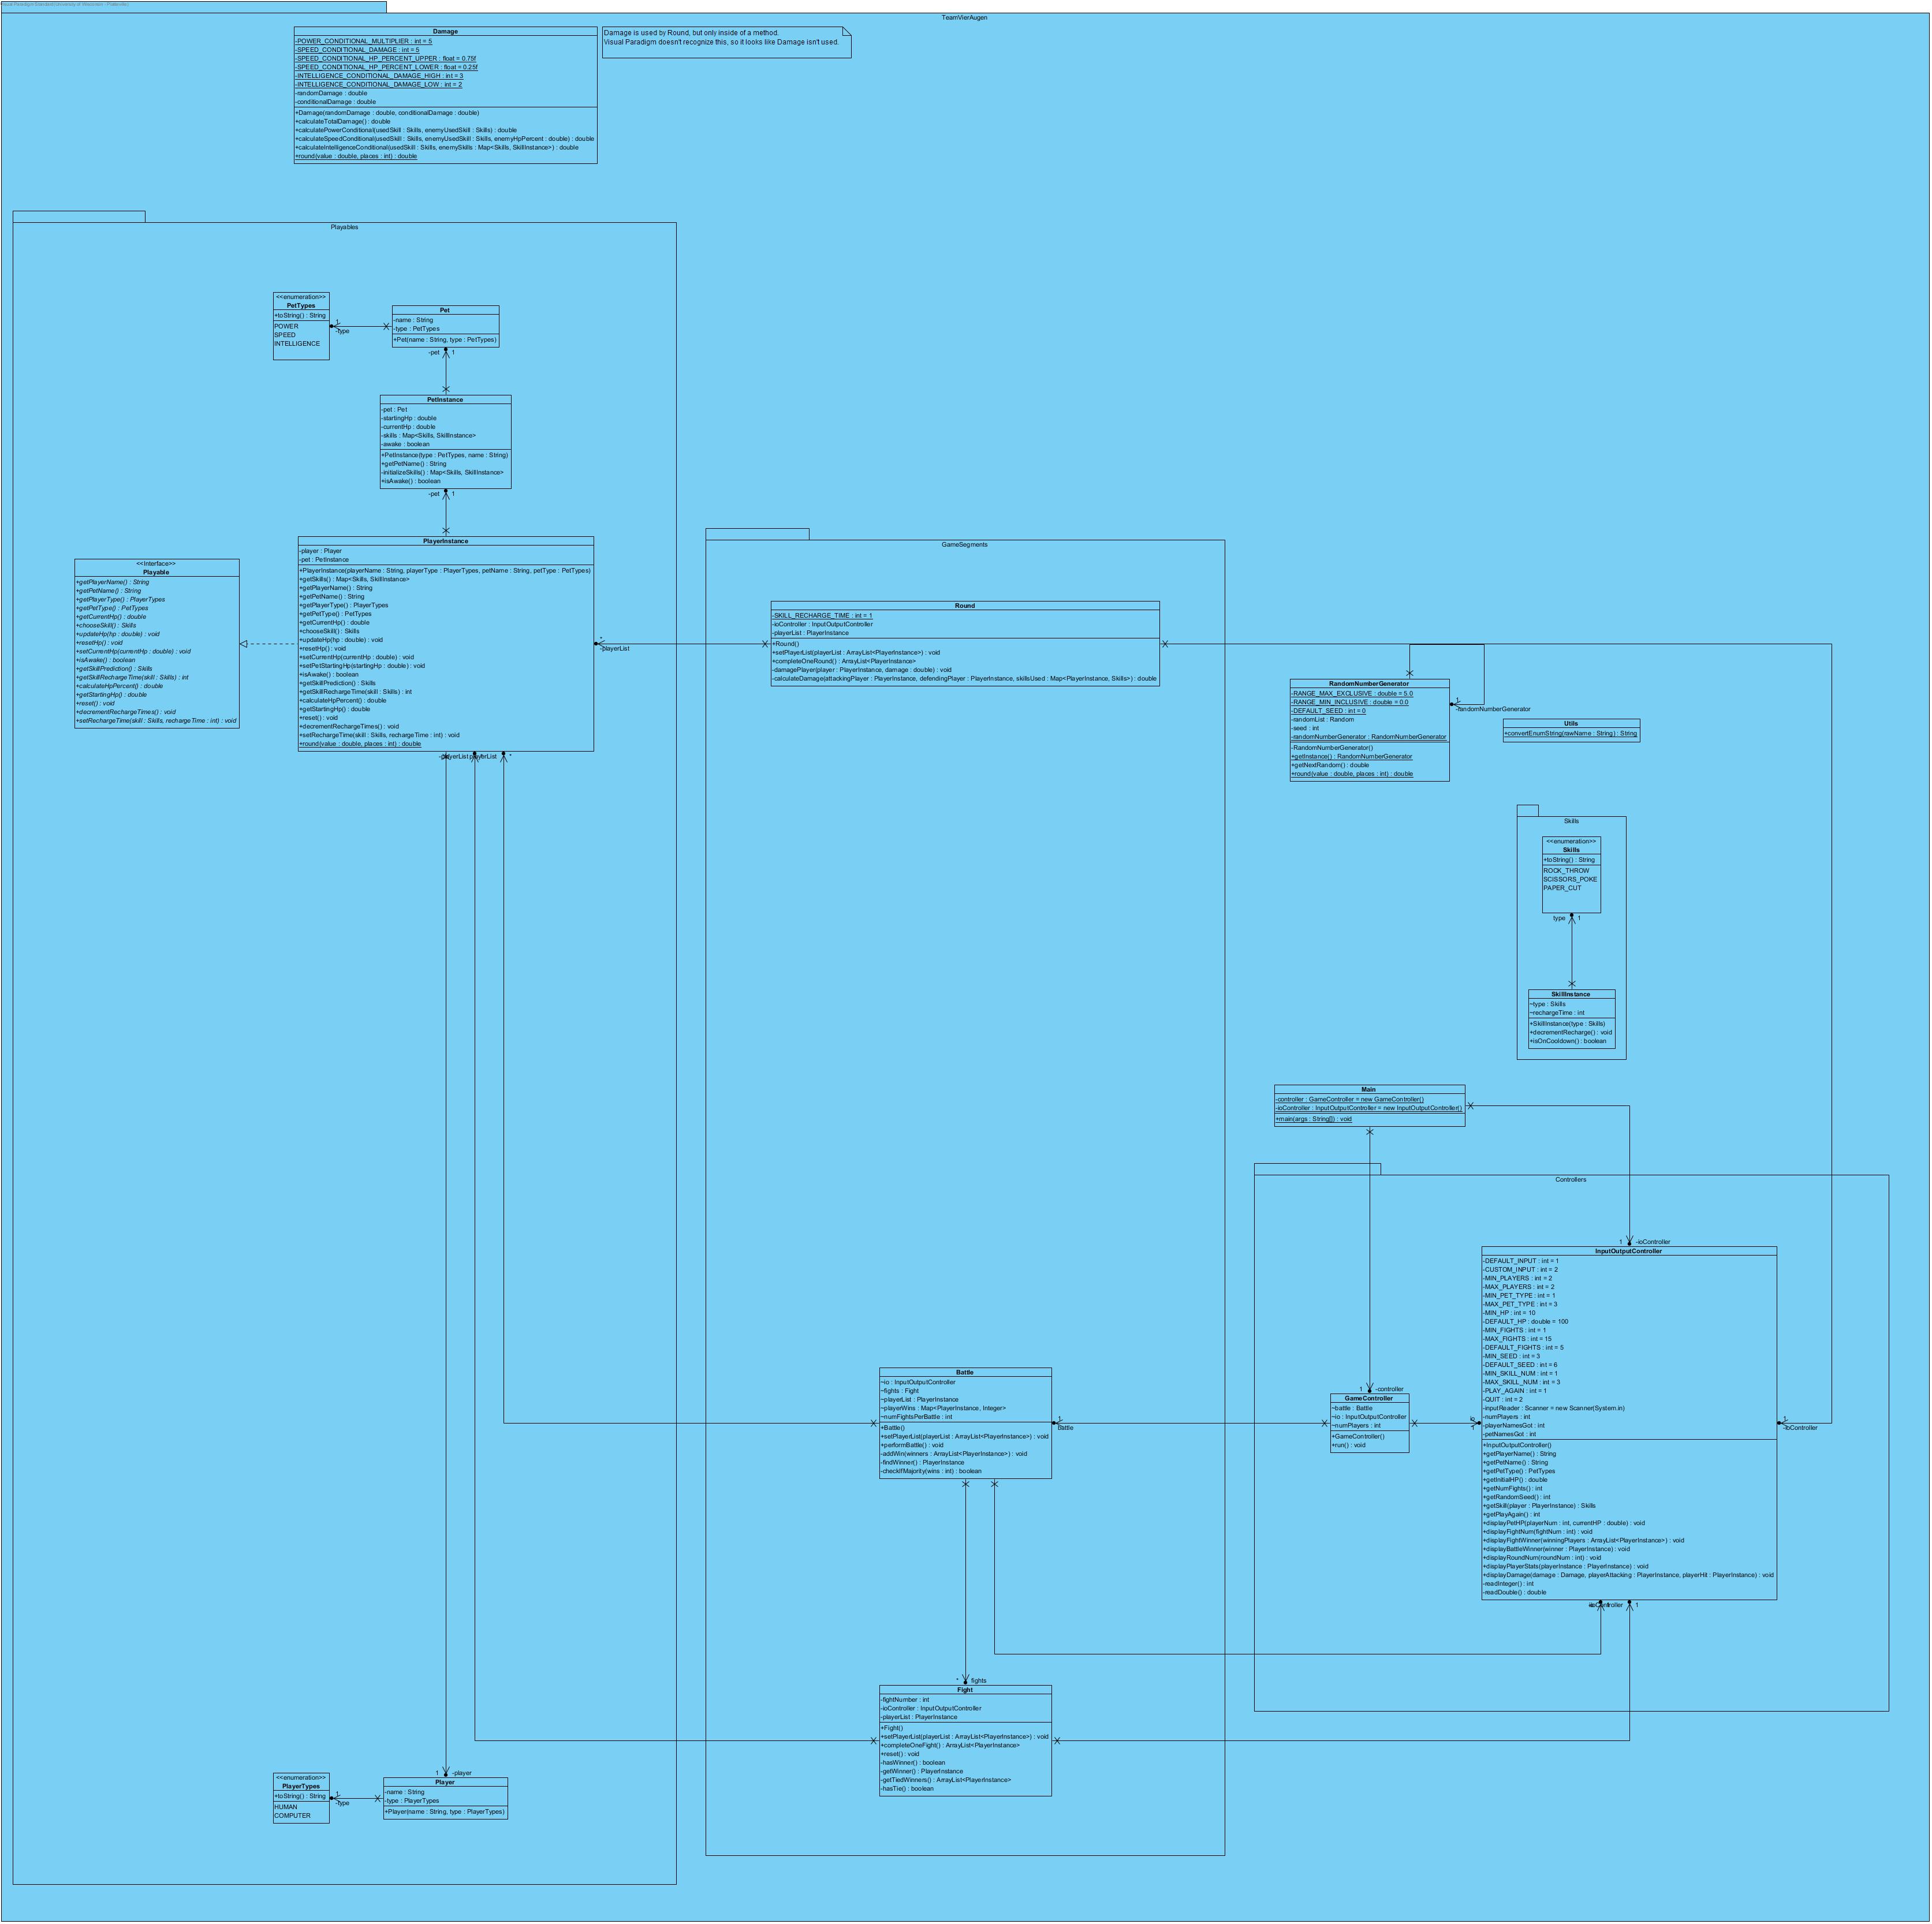 TeamVierAugen
Damage
-POWER_CONDITIONAL_MULTIPLIER : int = 5
-SPEED_CONDITIONAL_DAMAGE : int = 5
-SPEED_CONDITIONAL_HP_PERCENT_UPPER : float = 0.75f
-SPEED_CONDITIONAL_HP_PERCENT_LOWER : float = 0.25f
-INTELLIGENCE_CONDITIONAL_DAMAGE_HIGH : int = 3
-INTELLIGENCE_CONDITIONAL_DAMAGE_LOW : int = 2
-randomDamage : double
-conditionalDamage : double
+Damage(randomDamage : double, conditionalDamage : double)
+calculateTotalDamage() : double
+calculatePowerConditional(usedSkill : Skills, enemyUsedSkill : Skills) : double
+calculateSpeedConditional(usedSkill : Skills, enemyUsedSkill : Skills, enemyHpPercent : double) : double
+calculateIntelligenceConditional(usedSkill : Skills, enemySkills : Map<Skills, SkillInstance>) : double
+round(value : double, places : int) : double
Damage is used by Round, but only inside of a method.
Visual Paradigm doesn't recognize this, so it looks like Damage isn't used.
Playables
<<enumeration>>
PetTypes
+toString() : String
POWER
SPEED
INTELLIGENCE
1
-type
Pet
-name : String
-type : PetTypes
+Pet(name : String, type : PetTypes)
-pet 1
PetInstance
-pet : Pet
-startingHp : double
-currentHp : double
-skills : Map<Skills, SkillInstance>
-awake : boolean
+PetInstance(type : PetTypes, name : String)
+getPetName() : String
-initializeSkills() : Map<Skills, SkillInstance>
+isAwake() : boolean
-pet 1
<<Interface>>
Playable
+getPlayerName() : String
+getPetName() : String
+getPlayerType() : PlayerTypes
+getPetType() : PetTypes
+getCurrentHp() : double
+chooseSkill() : Skills
+updateHp(hp : double) : void
+resetHp() : void
+setCurrentHp(currentHp : double) : void
+isAwake() : boolean
+getSkillPrediction() : Skills
+getSkillRechargeTime(skill : Skills) : int
+calculateHpPercent() : double
+getStartingHp() : double
+reset() : void
+decrementRechargeTimes() : void
+setRechargeTime(skill : Skills, rechargeTime : int) : void
PlayerInstance
-player : Player
-pet : PetInstance
+PlayerInstance(playerName : String, playerType : PlayerTypes, petName : String, petType : PetTypes)
+getSkills() : Map<Skills, SkillInstance>
+getPlayerName() : String
+getPetName() : String
+getPlayerType() : PlayerTypes
+getPetType() : PetTypes
+getCurrentHp() : double
+chooseSkill() : Skills
+updateHp(hp : double) : void
+resetHp() : void
+setCurrentHp(currentHp : double) : void
+setPetStartingHp(startingHp : double) : void
+isAwake() : boolean
+getSkillPrediction() : Skills
+getSkillRechargeTime(skill : Skills) : int
+calculateHpPercent() : double
+getStartingHp() : double
+reset() : void
+decrementRechargeTimes() : void
+setRechargeTime(skill : Skills, rechargeTime : int) : void
+round(value : double, places : int) : double
*
-playerList
-playerList playerList *
GameSegments
Round
-SKILL_RECHARGE_TIME : int = 1
-ioController : InputOutputController
-playerList : PlayerInstance
+Round()
+setPlayerList(playerList : ArrayList<PlayerInstance>) : void
+completeOneRound() : ArrayList<PlayerInstance>
-damagePlayer(player : PlayerInstance, damage : double) : void
-calculateDamage(attackingPlayer : PlayerInstance, defendingPlayer : PlayerInstance, skillsUsed : Map<PlayerInstance, Skills>) : double
RandomNumberGenerator
-RANGE_MAX_EXCLUSIVE : double = 5.0
-RANGE_MIN_INCLUSIVE : double = 0.0
-DEFAULT_SEED : int = 0
-randomList : Random
-seed : int
-randomNumberGenerator : RandomNumberGenerator
-RandomNumberGenerator()
+getInstance() : RandomNumberGenerator
+getNextRandom() : double
+round(value : double, places : int) : double
1
-randomNumberGenerator
Utils
+convertEnumString(rawName : String) : String
Skills
<<enumeration>>
Skills
+toString() : String
ROCK_THROW
SCISSORS_POKE
PAPER_CUT
type 1
SkillInstance
~type : Skills
~rechargeTime : int
+SkillInstance(type : Skills)
+decrementRecharge() : void
+isOnCooldown() : boolean
Main
-controller : GameController = new GameController()
-ioController : InputOutputController = new InputOutputController()
+main(args : String[]) : void
Controllers
1 -ioController
InputOutputController
-DEFAULT_INPUT : int = 1
-CUSTOM_INPUT : int = 2
-MIN_PLAYERS : int = 2
-MAX_PLAYERS : int = 2
-MIN_PET_TYPE : int = 1
-MAX_PET_TYPE : int = 3
-MIN_HP : int = 10
-DEFAULT_HP : double = 100
-MIN_FIGHTS : int = 1
-MAX_FIGHTS : int = 15
-DEFAULT_FIGHTS : int = 5
-MIN_SEED : int = 3
-DEFAULT_SEED : int = 6
-MIN_SKILL_NUM : int = 1
-MAX_SKILL_NUM : int = 3
-PLAY_AGAIN : int = 1
-QUIT : int = 2
-inputReader : Scanner = new Scanner(System.in)
-numPlayers : int
-playerNamesGot : int
-petNamesGot : int
+InputOutputController()
+getPlayerName() : String
+getPetName() : String
+getPetType() : PetTypes
+getInitialHP() : double
+getNumFights() : int
+getRandomSeed() : int
+getSkill(player : PlayerInstance) : Skills
+getPlayAgain() : int
+displayPetHP(playerNum : int, currentHP : double) : void
+displayFightNum(fightNum : int) : void
+displayFightWinner(winningPlayers : ArrayList<PlayerInstance>) : void
+displayBattleWinner(winner : PlayerInstance) : void
+displayRoundNum(roundNum : int) : void
+displayPlayerStats(playerInstance : PlayerInstance) : void
+displayDamage(damage : Damage, playerAttacking : PlayerInstance, playerHit : PlayerInstance) : void
-readInteger() : int
-readDouble() : double
1
-ioController
1
1 -controller
GameController
~battle : Battle
~io : InputOutputController
~numPlayers : int
+GameController()
+run() : void
io
1
Battle
~io : InputOutputController
~fights : Fight
~playerList : PlayerInstance
~playerWins : Map<PlayerInstance, Integer>
~numFightsPerBattle : int
+Battle()
+setPlayerList(playerList : ArrayList<PlayerInstance>) : void
+performBattle() : void
-addWin(winners : ArrayList<PlayerInstance>) : void
-findWinner() : PlayerInstance
-checkIfMajority(wins : int) : boolean
1
battle
* fights
Fight
-fightNumber : int
-ioController : InputOutputController
-playerList : PlayerInstance
+Fight()
+setPlayerList(playerList : ArrayList<PlayerInstance>) : void
+completeOneFight() : ArrayList<PlayerInstance>
+reset() : void
-hasWinner() : boolean
-getWinner() : PlayerInstance
-getTiedWinners() : ArrayList<PlayerInstance>
-hasTie() : boolean
1 -player
Player
-name : String
-type : PlayerTypes
+Player(name : String, type : PlayerTypes)
<<enumeration>>
PlayerTypes
+toString() : String
HUMAN
COMPUTER
1
-type